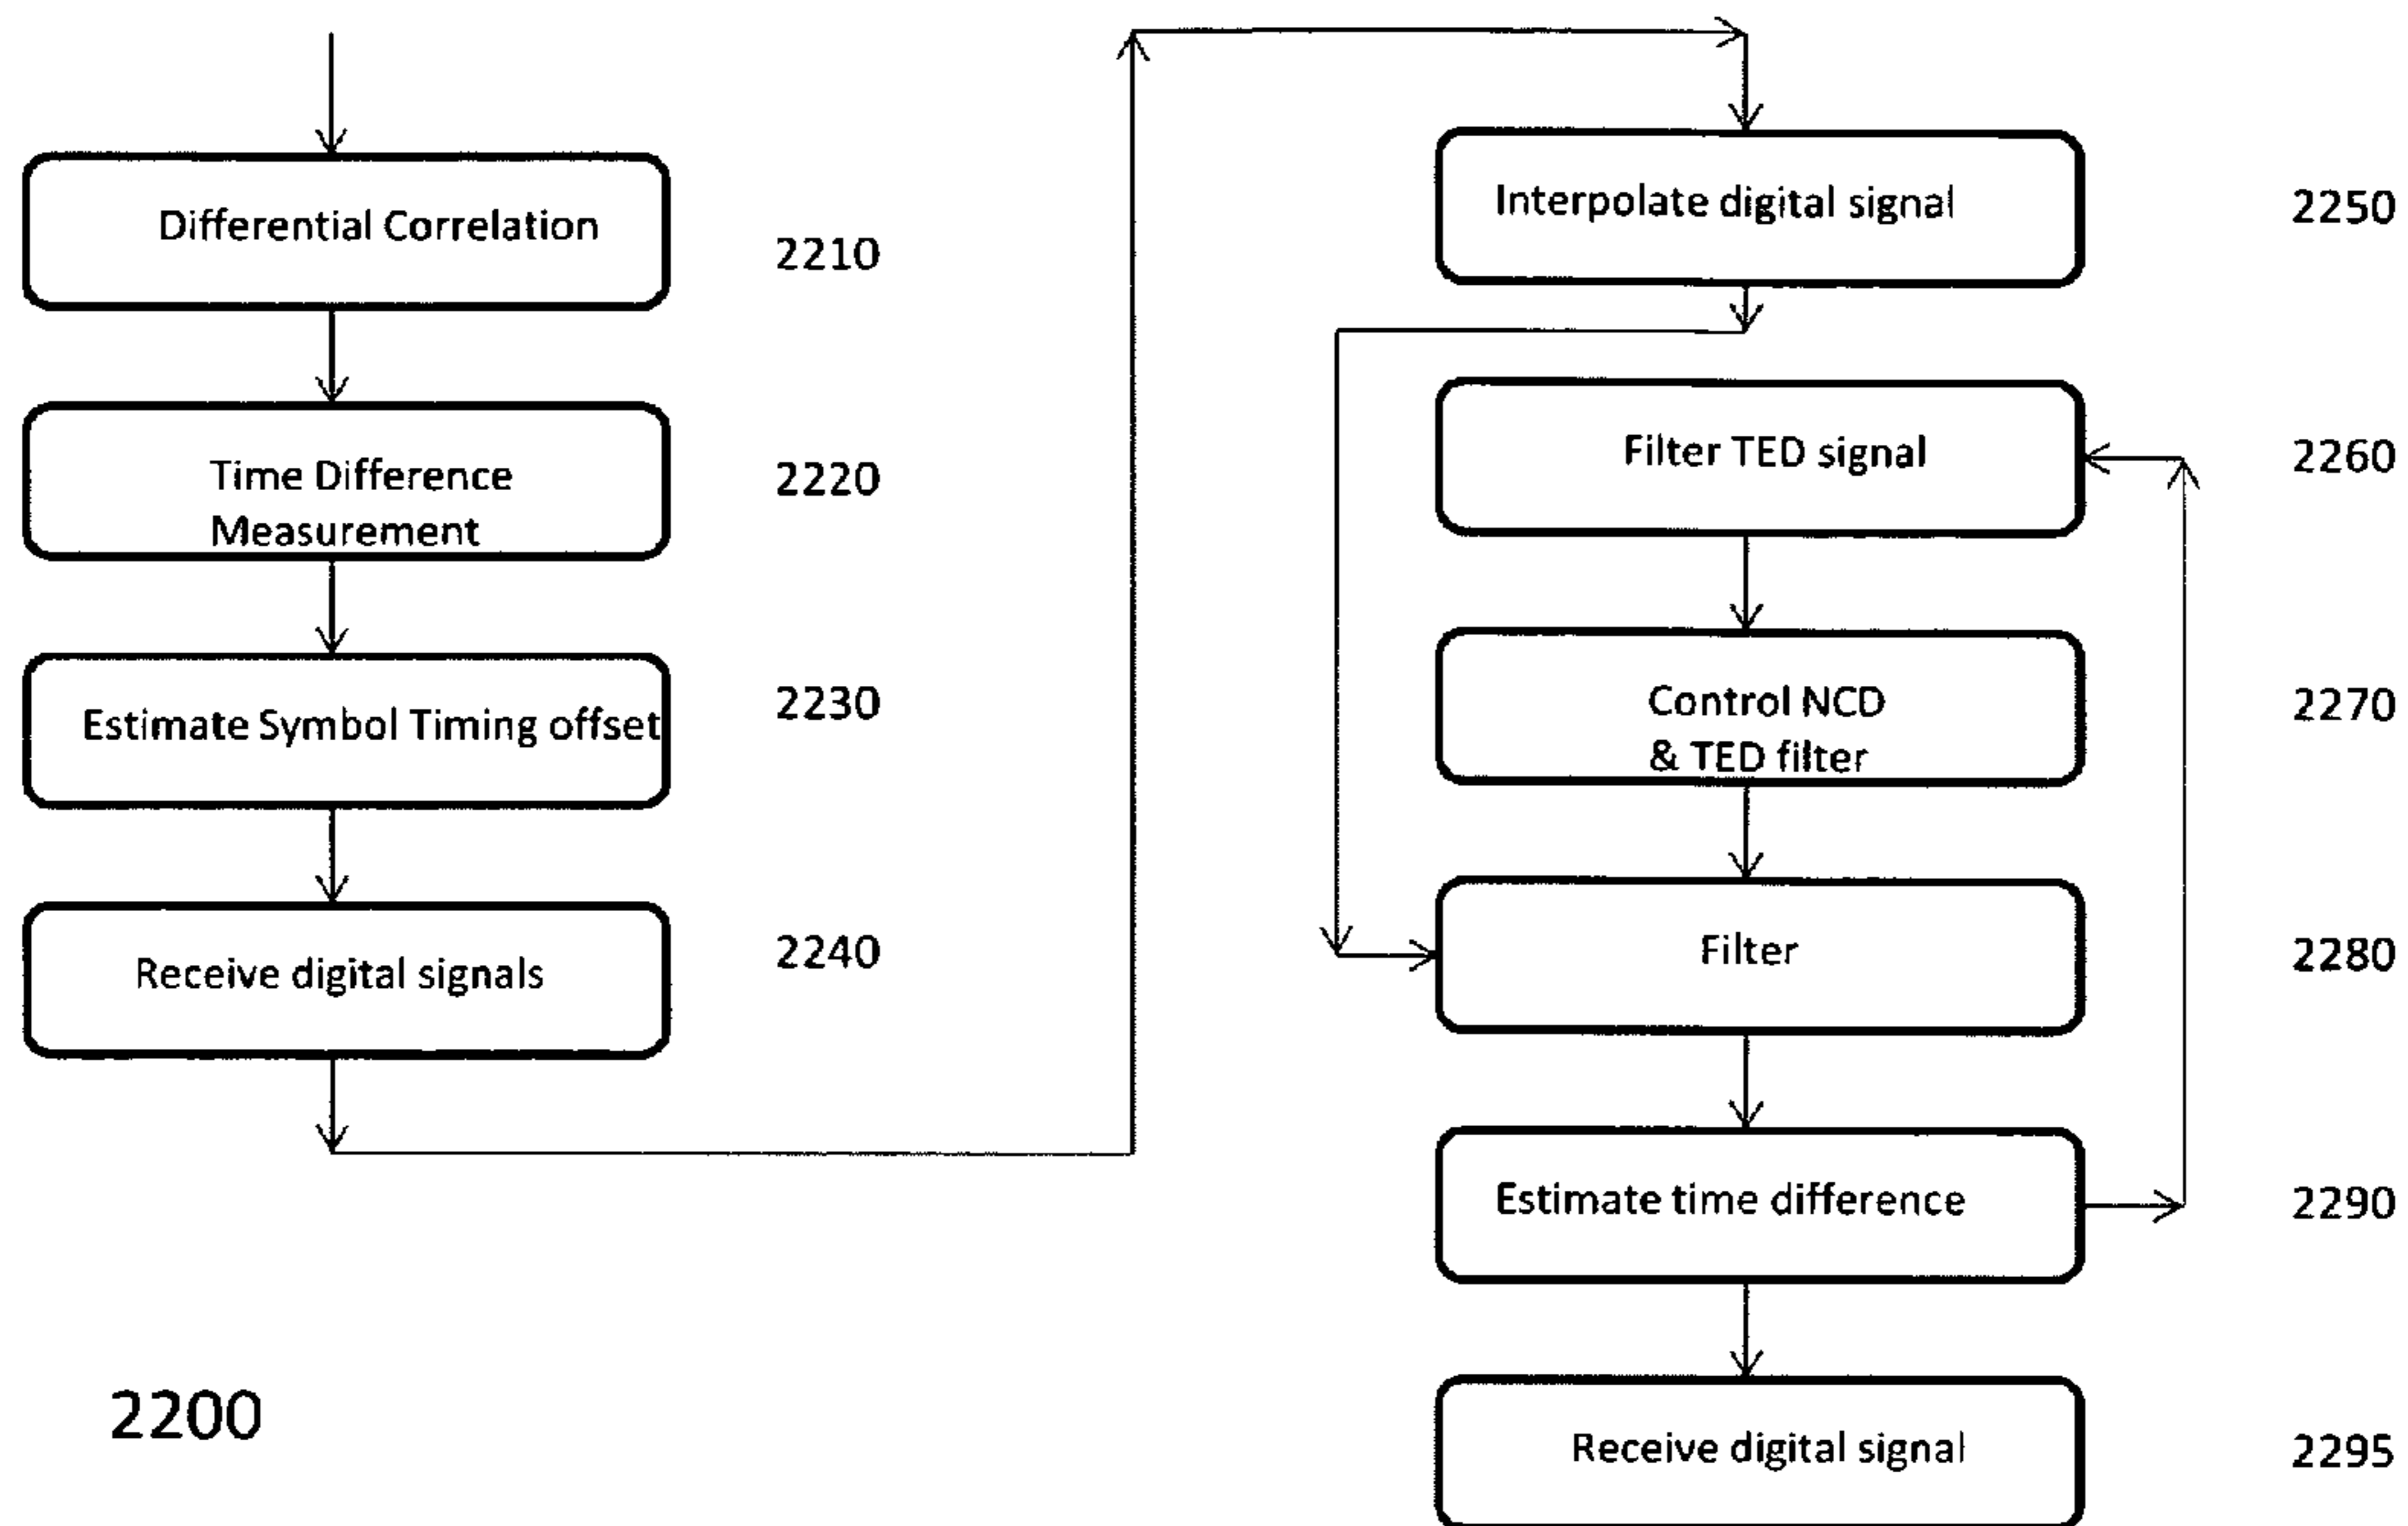 Differential Correlation
2210
Time Difference
Measurement
2220
Estimate Symbol Timing offset
2230
Receive digital signals
2240
2200
Interpolate digital signal
2250
Filter TED signal
2260
Control NCD
& TED filter
2270
Filter
2280
Estimate time difference
2290
Receive digital signal
2295